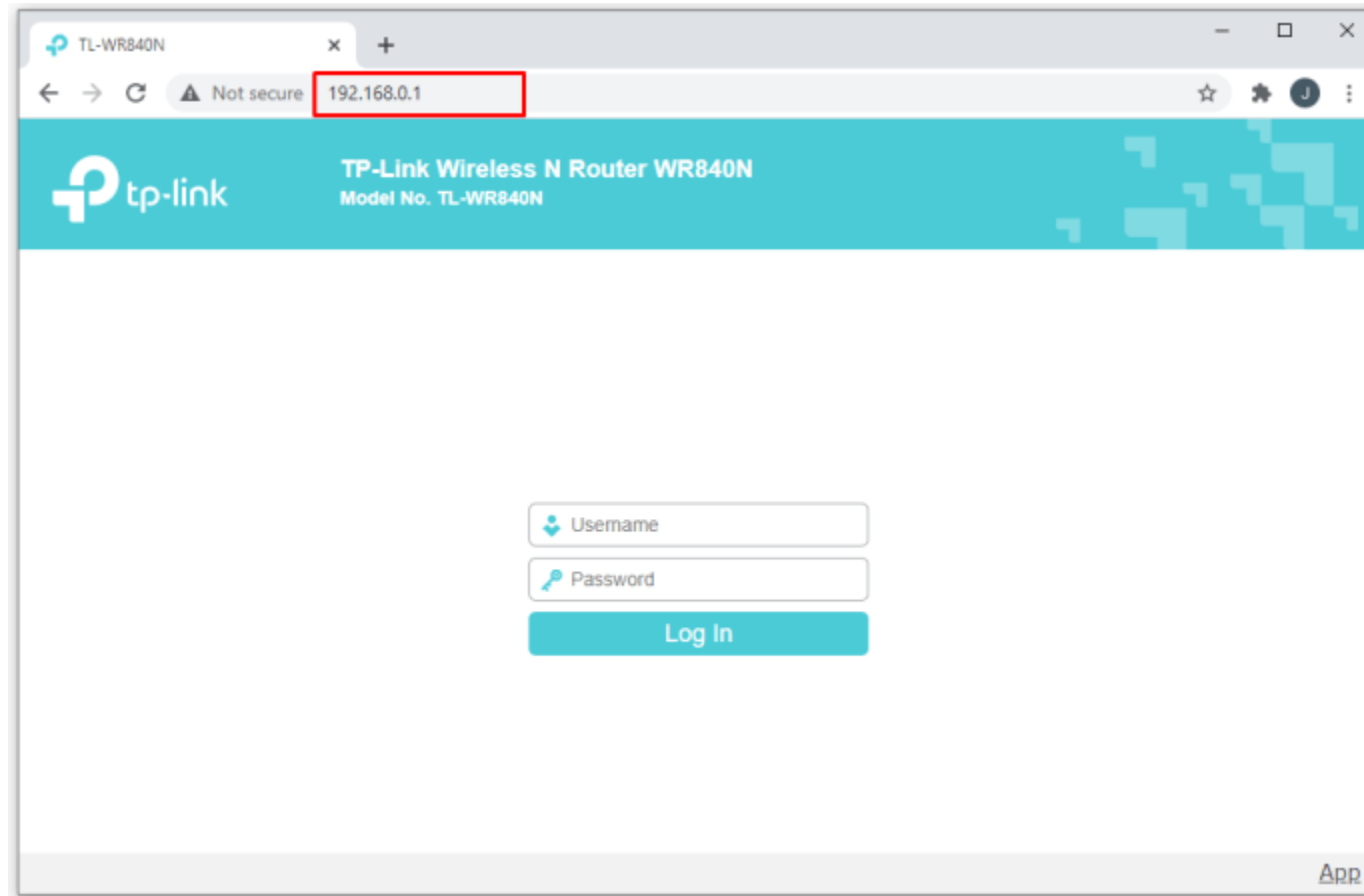 TL-WR840N
Not secure 192.168.0.1
J
tp-link
TP-Link Wireless N Router WR840N
Model No. TL-WR840N
Username
Password
Log In
App